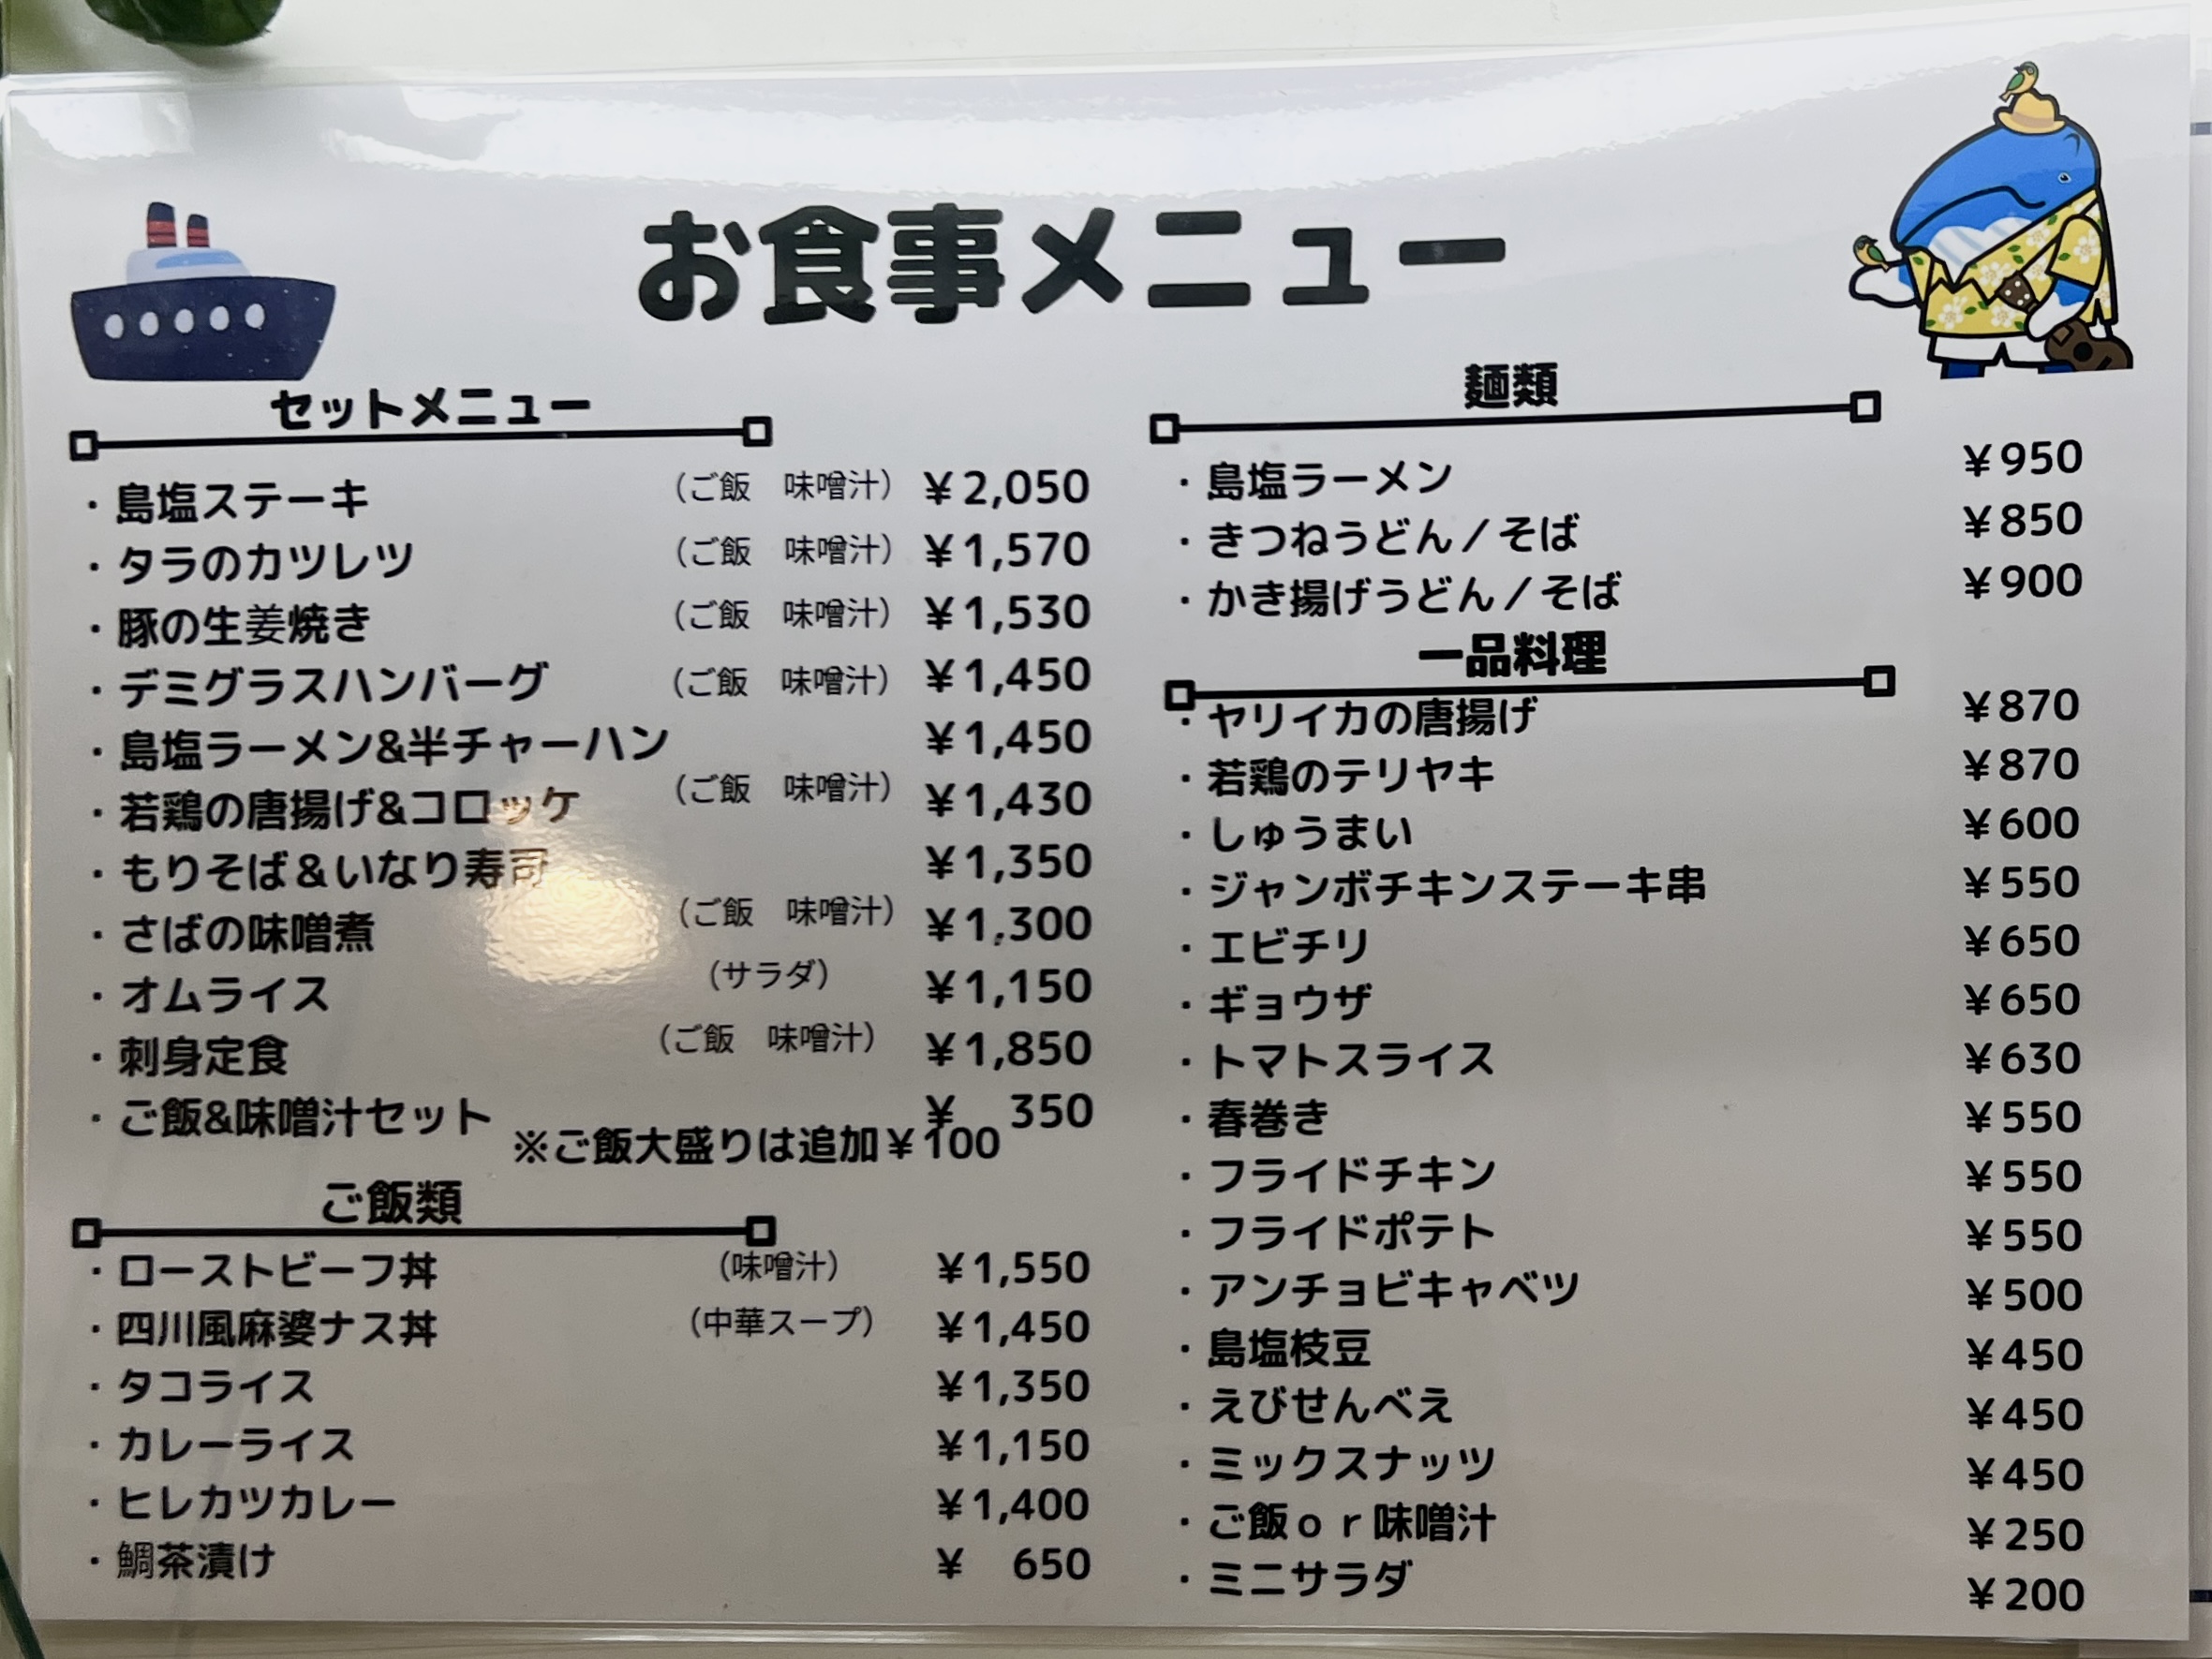 お食事メニュー
セットメニュー
・島塩ステーキ (ご飯 味噌汁) ¥2,050
・タラのカツレツ (ご飯 味噌汁) ¥1,570
・豚の生姜焼き (ご飯 味噌汁) ¥1,530
・デミグラスハンバーグ (ご飯 味噌汁) ¥1,450
・島塩ラーメン&半チャーハン ¥1,450
・若鶏の唐揚げ&コロッケ (ご飯 味噌汁) ¥1,430
・もりそば＆いなり寿司 ¥1,350
・さばの味噌煮 (ご飯 味噌汁) ¥1,300
・オムライス (サラダ) ¥1,150
・刺身定食 (ご飯 味噌汁) ¥1,850
・ご飯&味噌汁セット ¥ 350
※ご飯大盛りは追加¥100
ご飯類
・ローストビーフ丼 (味噌汁) ¥1,550
・四川風麻婆ナス丼 (中華スープ) ¥1,450
・タコライス ¥1,350
・カレーライス ¥1,150
・ヒレカツカレー ¥1,400
・鯛茶漬け ¥ 650
麺類
・島塩ラーメン ¥950
・きつねうどん／そば ¥850
・かき揚げうどん／そば ¥900
一品料理
・ヤリイカの唐揚げ ¥870
・若鶏のテリヤキ ¥870
・しゅうまい ¥600
・ジャンボチキンステーキ串 ¥550
・エビチリ ¥650
・ギョウザ ¥650
・トマトスライス ¥630
・春巻き ¥550
・フライドチキン ¥550
・フライドポテト ¥550
・アンチョビキャベツ ¥500
・島塩枝豆 ¥450
・えびせんべえ ¥450
・ミックスナッツ ¥450
・ご飯ｏｒ味噌汁 ¥250
・ミニサラダ ¥200